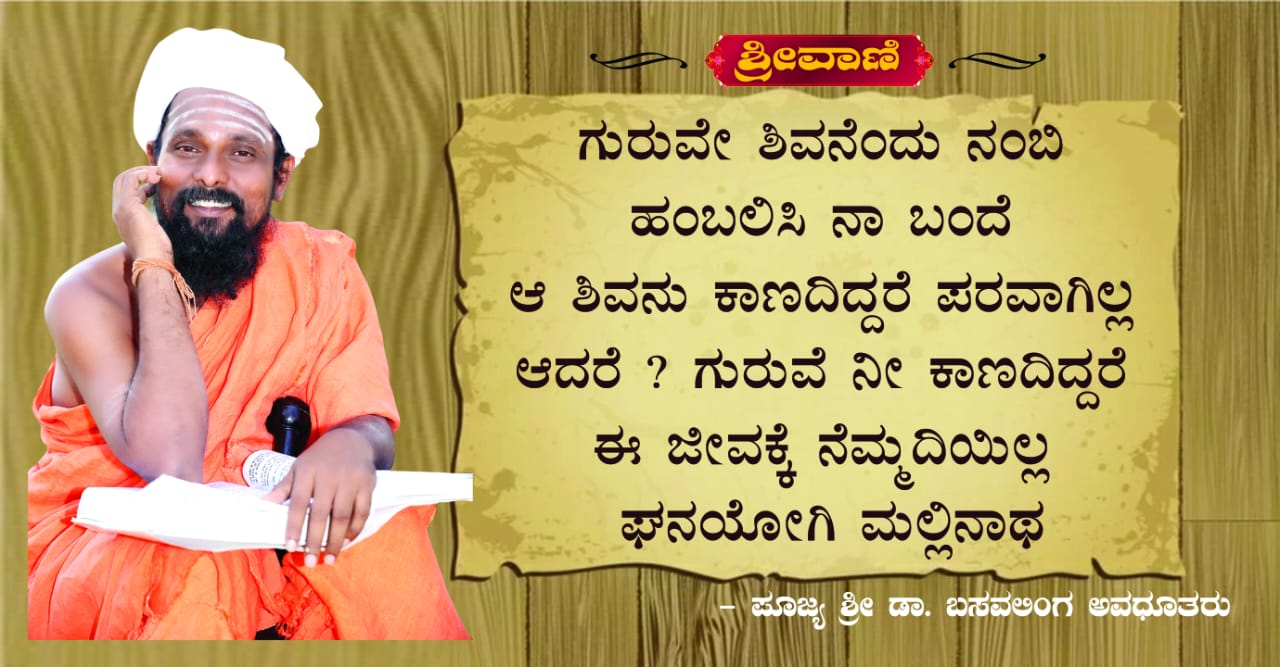 ಶ್ರೀವಾಣಿ
ಗುರುವೇ ಶಿವನೆಂದು ನಂಬಿ
ಹಂಬಲಿಸಿ ನಾ ಬಂದೆ
ಆ ಶಿವನು ಕಾಣದಿದ್ದರೆ ಪರವಾಗಿಲ್ಲ
ಆದರೆ ? ಗುರುವೆ ನೀ ಕಾಣದಿದ್ದರೆ
ಈ ಜೀವಕ್ಕೆ ನೆಮ್ಮದಿಯಿಲ್ಲ
ಘನಯೋಗಿ ಮಲ್ಲಿನಾಥ
– ಪೂಜ್ಯ ಶ್ರೀ ಡಾ. ಬಸವಲಿಂಗ ಅವಧೂತರು